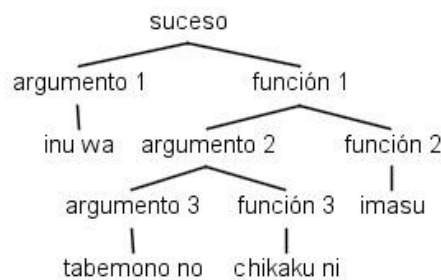 suceso
argumento 1 función 1
inu wa argumento 2 función 2
argumento 3 función 3 imasu
tabemono no chikaku ni